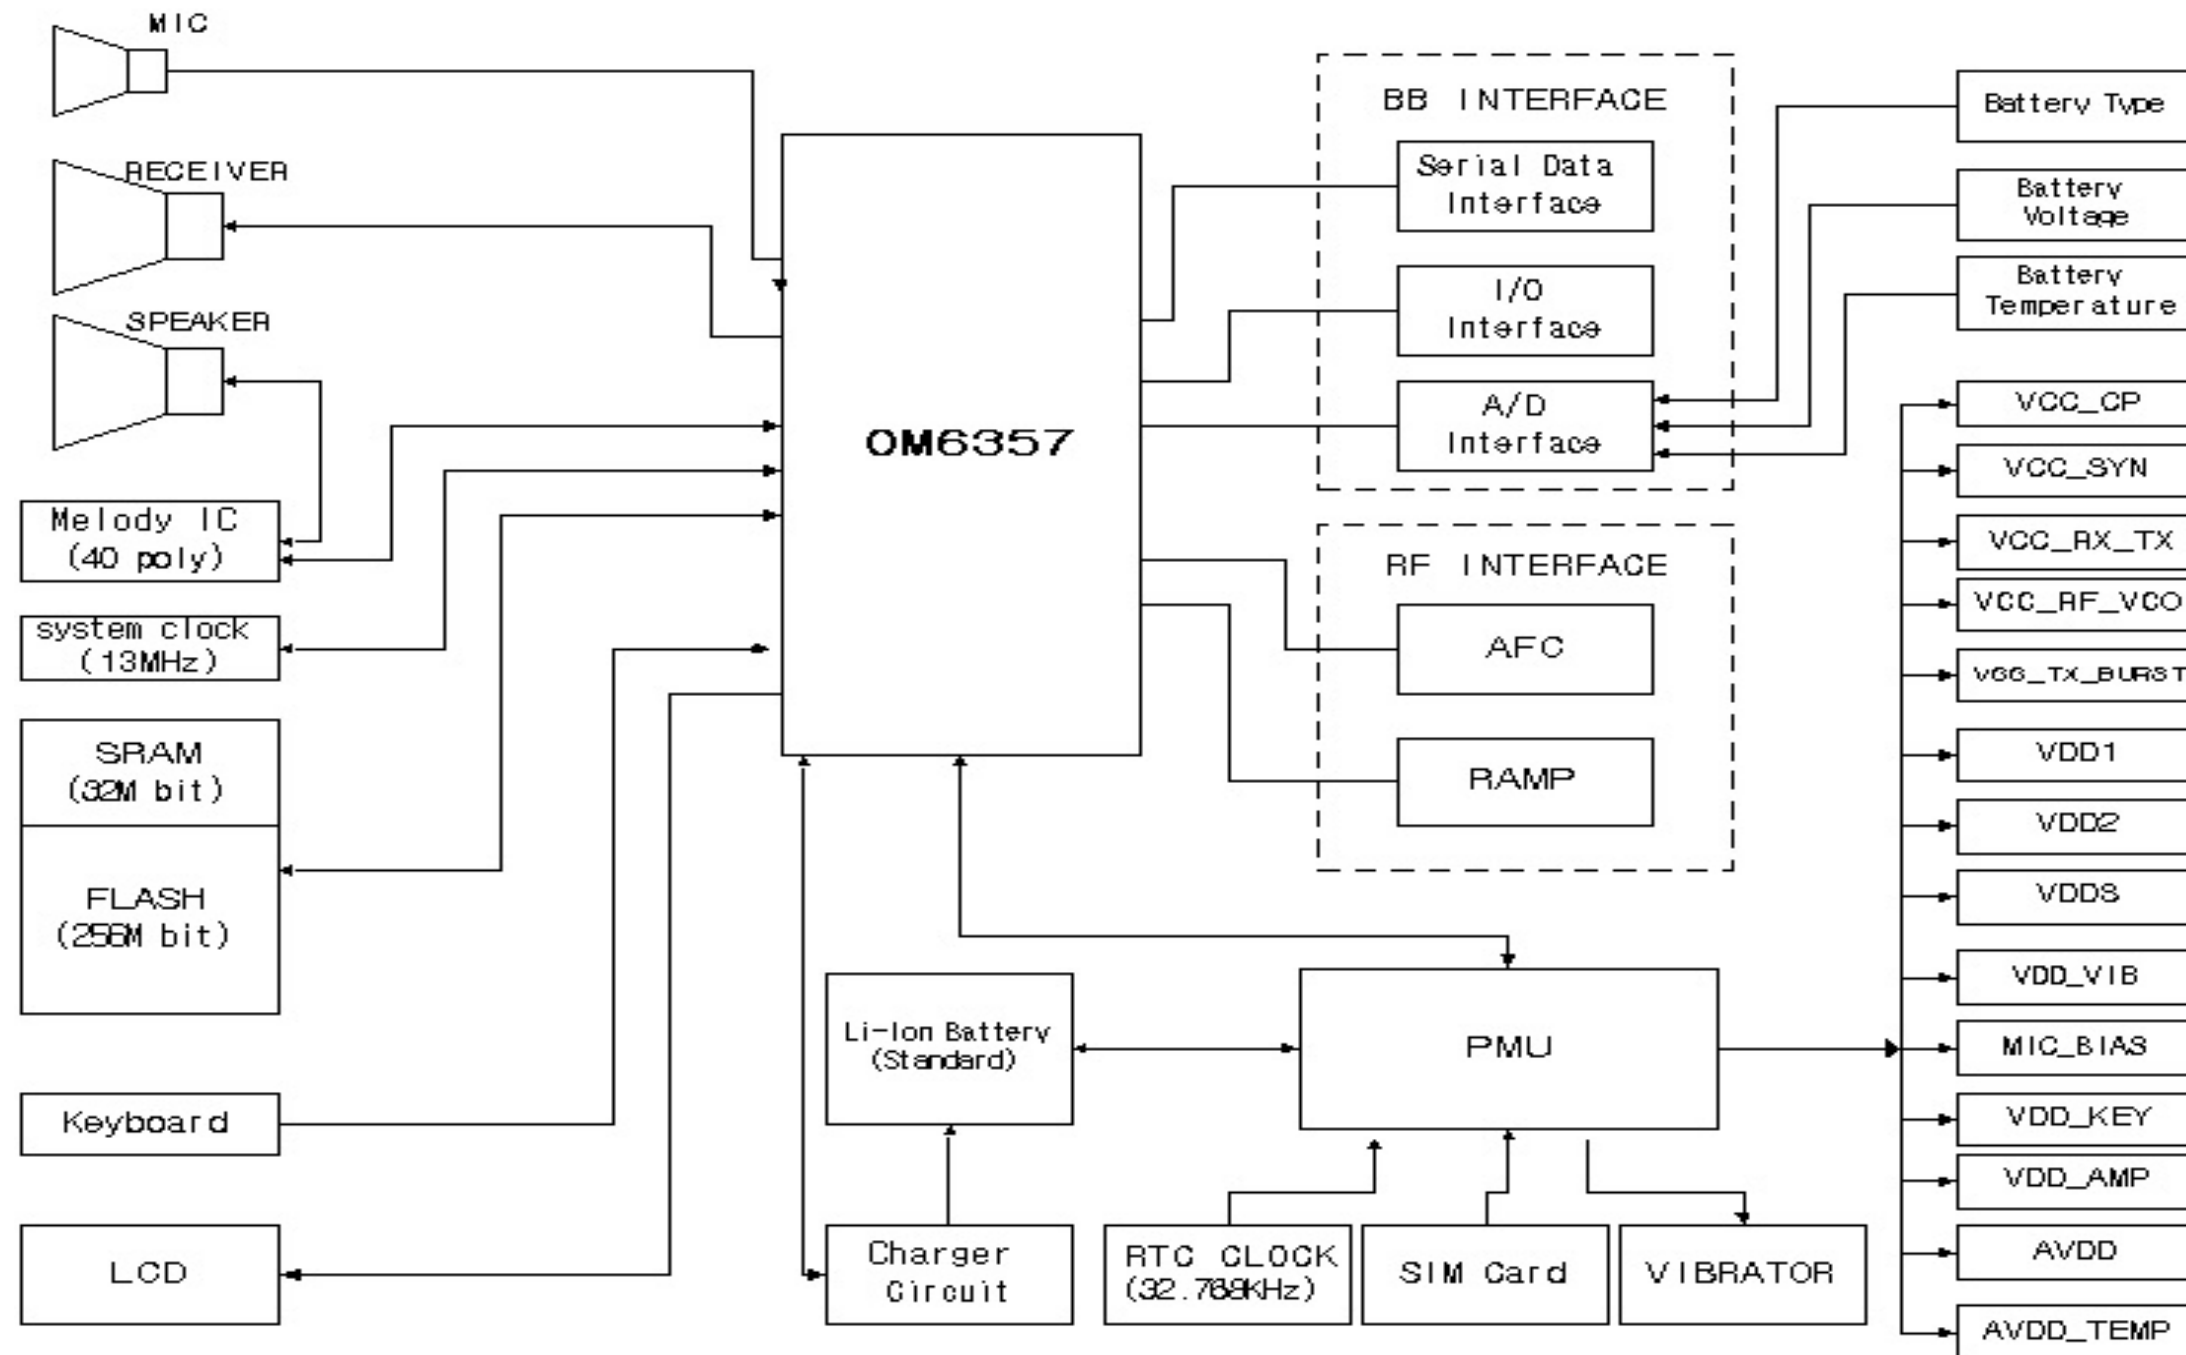 MIC
RECEIVER
SPEAKER
Melody IC
(40 poly)
system clock
(13MHz)
SRAM
(32M bit)
FLASH
(256M bit)
Keyboard
LCD
OM6357
BB INTERFACE
Serial Data
Interface
I/O
Interface
A/D
Interface
RF INTERFACE
AFC
RAMP
Li-Ion Battery
(Standard)
PMU
Charger
Circuit
RTC CLOCK
(32.768KHz)
SIM Card
VIBRATOR
Battery Type
Battery
Voltage
Battery
Temperature
VCC_CP
VCC_SYN
VCC_RX_TX
VCC_RF_VCO
VCC_TX_BURST
VDD1
VDD2
VDDS
VDD_VIB
MIC_BIAS
VDD_KEY
VDD_AMP
AVDD
AVDD_TEMP